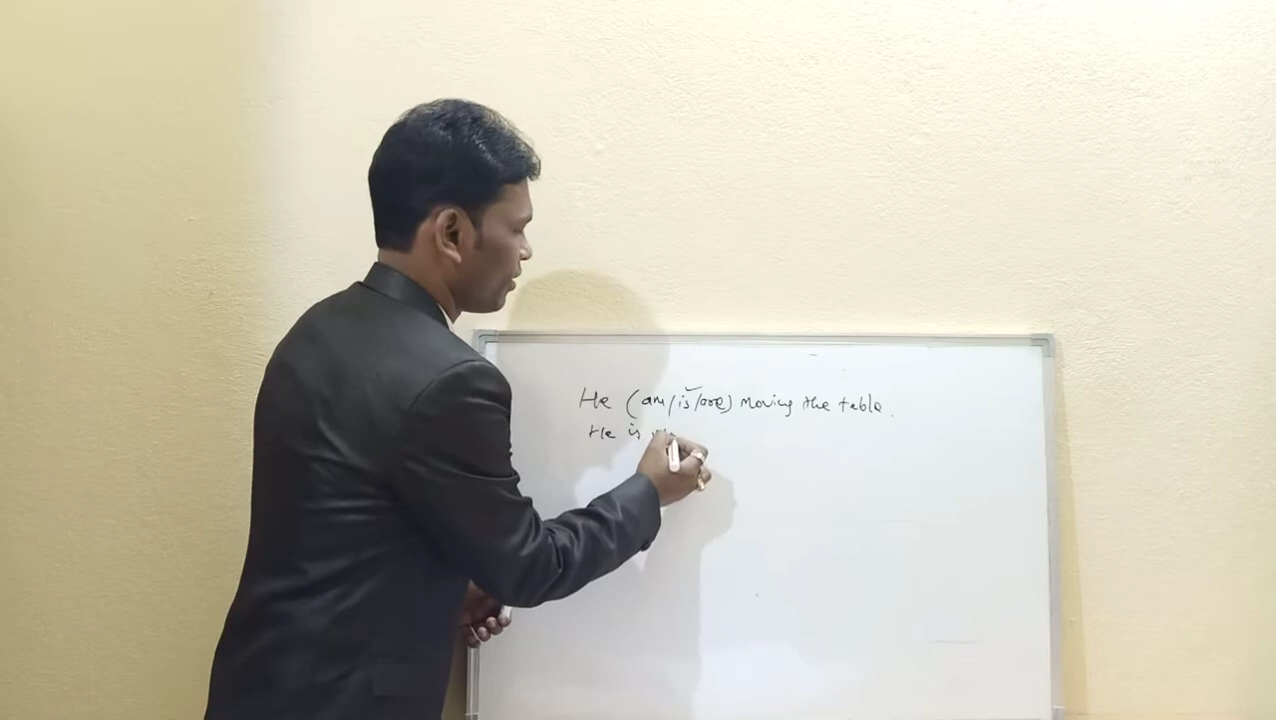 He (am/is/are) moving the table.
He is